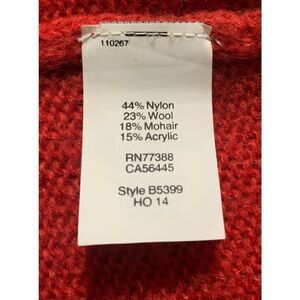 110267
44% Nylon
23% Wool
18% Mohair
15% Acrylic
RN77388
CA56445
Style B5399
HO 14